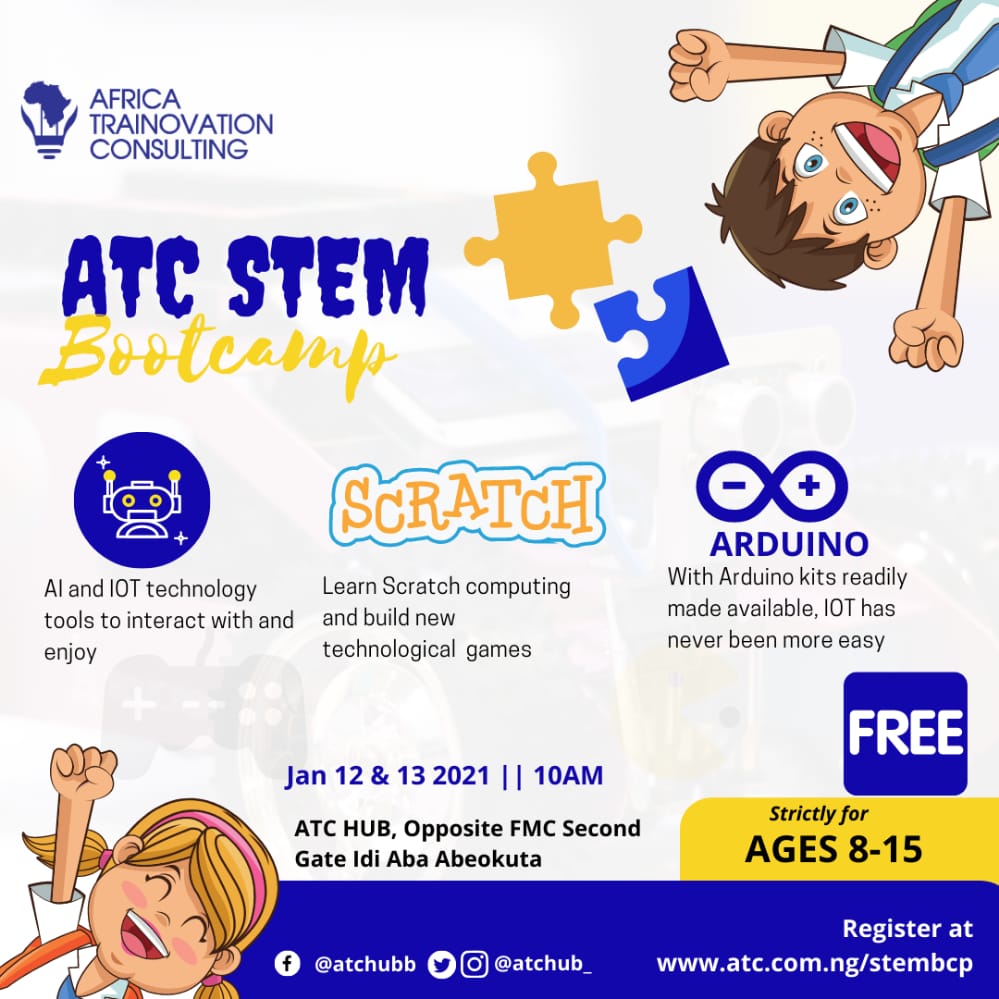 AFRICA
TRAINOVATION
CONSULTING
ATC STEM
Bootcamp
AI and IOT technology
tools to interact with and
enjoy
SCRATCH
Learn Scratch computing
and build new
technological games
ARDUINO
With Arduino kits readily
made available, IOT has
never been more easy
FREE
Jan 12 & 13 2021 || 10AM
ATC HUB, Opposite FMC Second
Gate Idi Aba Abeokuta
Strictly for
AGES 8-15
Register at
www.atc.com.ng/stembcp
@atchubb
@atchub_